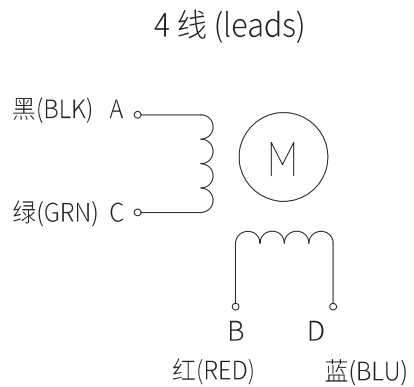 4 线 (leads)
黑(BLK) A
M
绿(GRN) C
B D
红(RED) 蓝(BLU)